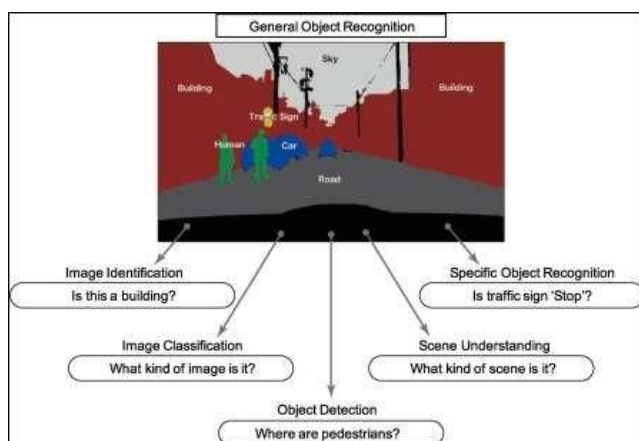 General Object Recognition
Sky
Building
Building
Traffic Sign
Human
Car
Road
Image Identification
Is this a building?
Specific Object Recognition
Is traffic sign 'Stop'?
Image Classification
What kind of image is it?
Scene Understanding
What kind of scene is it?
Object Detection
Where are pedestrians?